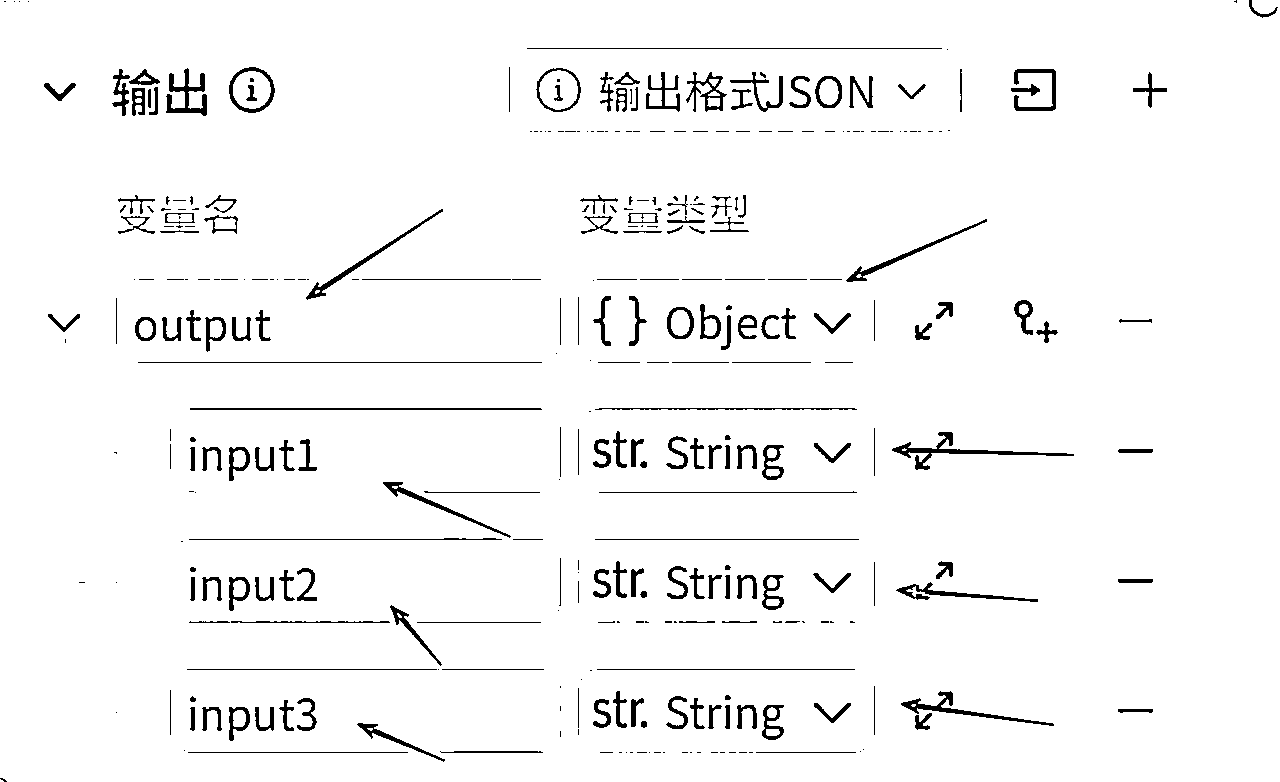 输出 输出格式JSON
变量名 变量类型
output {} Object
input1 str. String
input2 str. String
input3 str. String